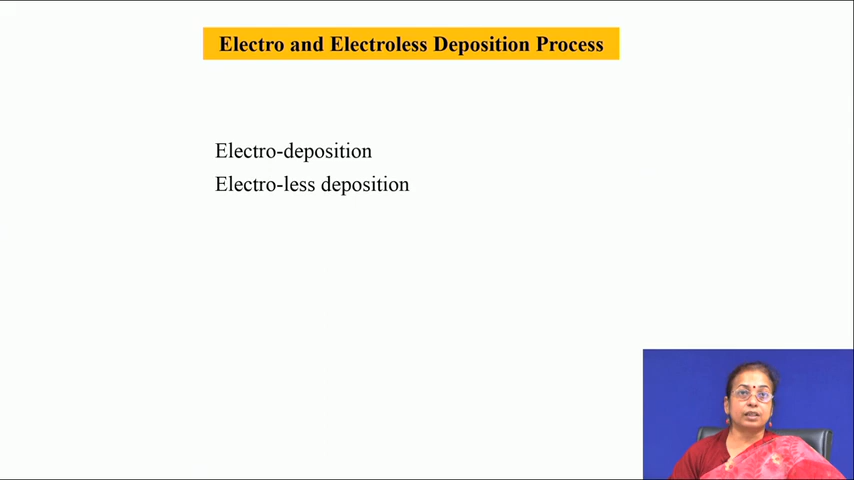 Electro and Electroless Deposition Process
Electro-deposition
Electro-less deposition